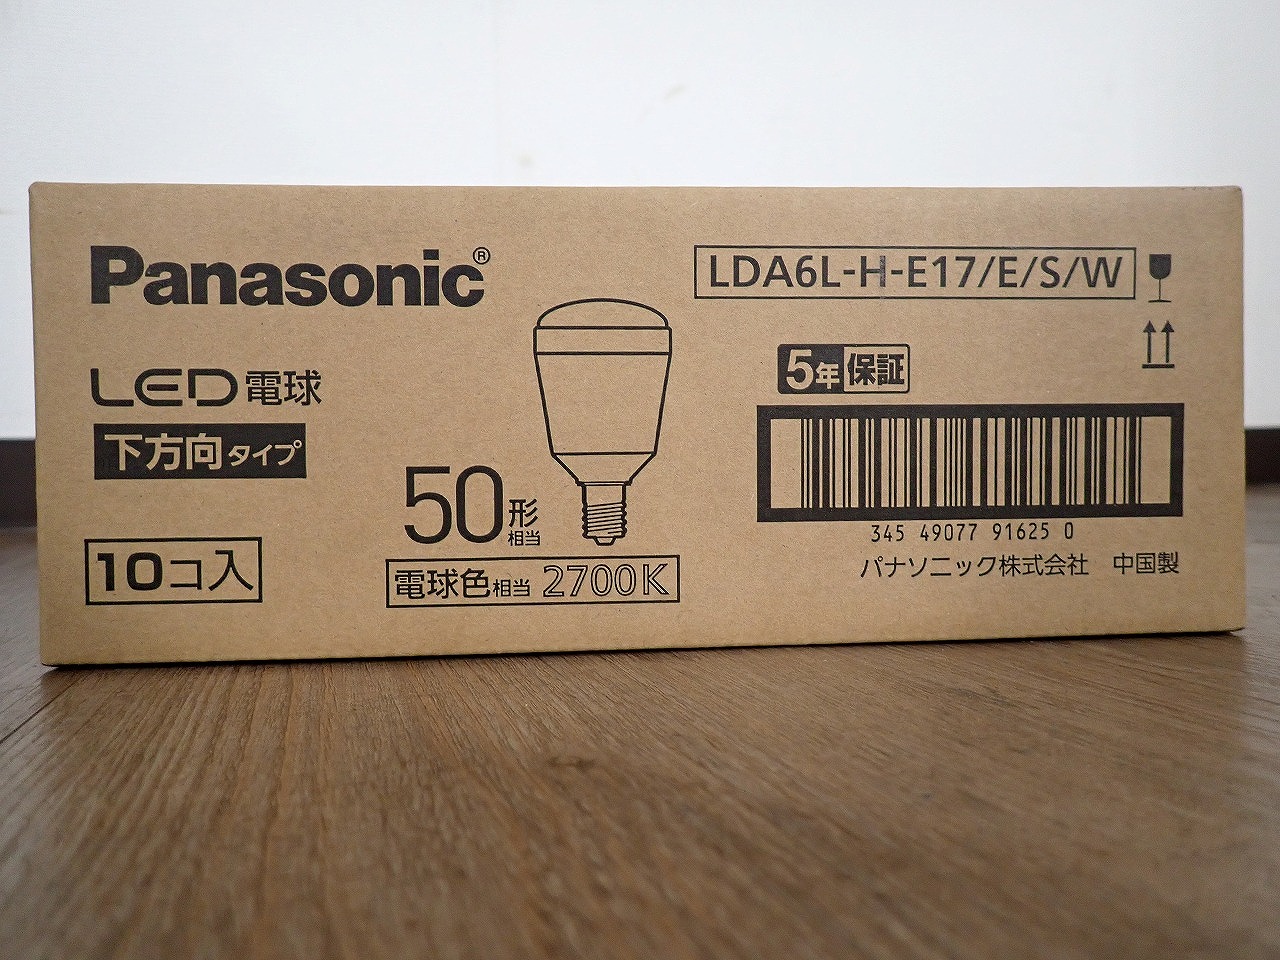 Panasonic®
LED電球
下方向タイプ
10コ入
50形相当
電球色相当 2700K
LDA6L-H-E17/E/S/W
5年保証
345 49077 91625 0
パナソニック株式会社 中国製